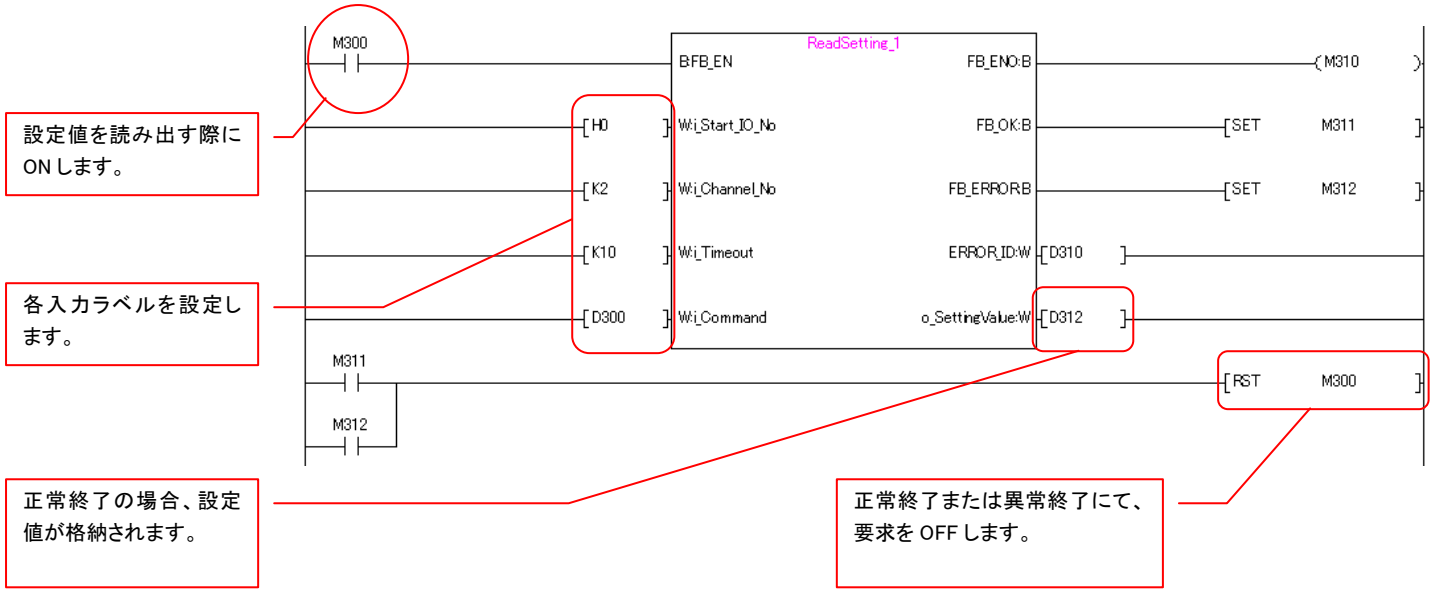 M300
ReadSetting_1
B:FB_EN
FB_ENO:B
M310
設定値を読み出す際に
ONします。
H0
W:i_Start_IO_No
FB_OK:B
SET M311
K2
W:i_Channel_No
FB_ERROR:B
SET M312
K10
W:i_Timeout
ERROR_ID:W
D310
各入力ラベルを設定し
ます。
D300
W:i_Command
o_SettingValue:W
D312
M311
RST M300
M312
正常終了の場合、設定
値が格納されます。
正常終了または異常終了にて、
要求を OFF します。